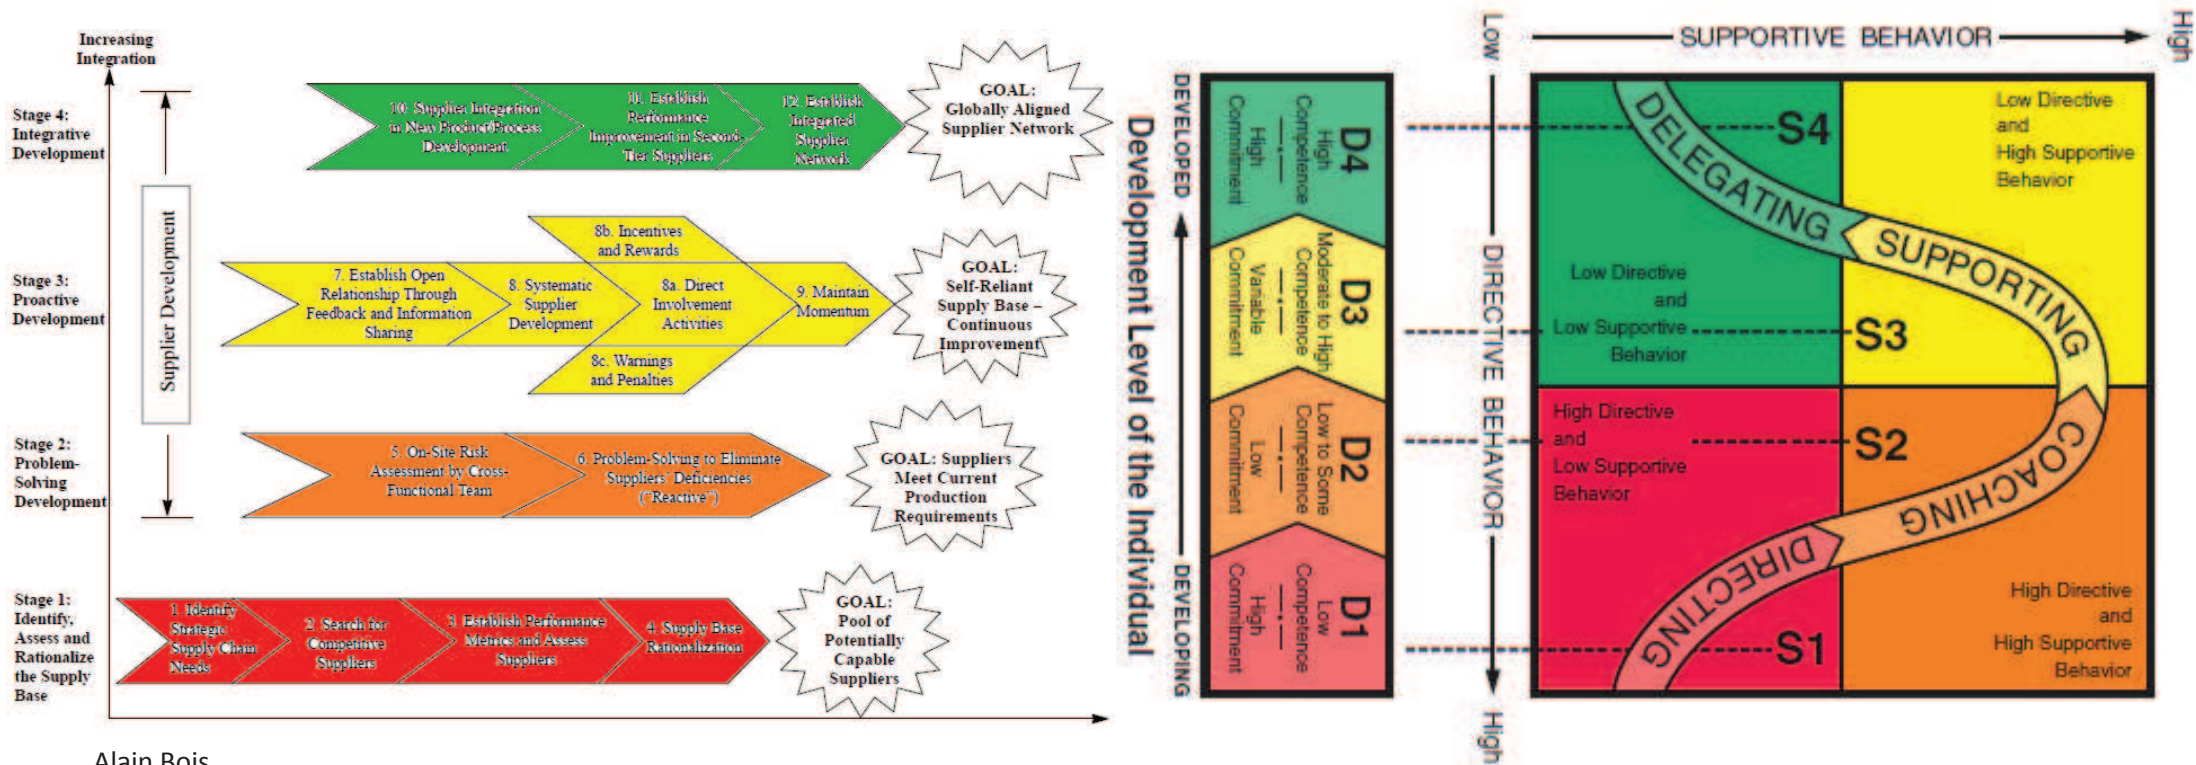 Increasing
Integration
Stage 4:
Integrative
Development
10. Supplier Integration
in New Product/Process
Development
11. Establish
Performance
Improvement in Second-
Tier Suppliers
12. Establish
Integrated
Supplier
Network
GOAL:
Globally Aligned
Supplier Network
Supplier Development
Stage 3:
Proactive
Development
7. Establish Open
Relationship Through
Feedback and Information
Sharing
8. Systematic
Supplier
Development
8b. Incentives
and Rewards
8a. Direct
Involvement
Activities
8c. Warnings
and Penalties
9. Maintain
Momentum
GOAL:
Self-Reliant
Supply Base –
Continuous
Improvement
Stage 2:
Problem-
Solving
Development
5. On-Site Risk
Assessment by Cross-
Functional Team
6. Problem-Solving to Eliminate
Suppliers' Deficiencies
("Reactive")
GOAL: Suppliers
Meet Current
Production
Requirements
Stage 1:
Identify,
Assess and
Rationalize
the Supply
Base
1. Identify
Strategic
Supply Chain
Needs
2. Search for
Competitive
Suppliers
3. Establish Performance
Metrics and Assess
Suppliers
4. Supply Base
Rationalization
GOAL:
Pool of
Potentially
Capable
Suppliers
Alain Bois
Development Level of the Individual
DEVELOPED
DEVELOPING
D4
High
Competence
High
Commitment
D3
Moderate to High
Competence
Variable
Commitment
D2
Low to Some
Competence
Low
Commitment
D1
Low
Competence
High
Commitment
Low
SUPPORTIVE BEHAVIOR
High
DIRECTIVE BEHAVIOR
High
DELEGATING
S4
Low Directive
and
High Supportive
Behavior
SUPPORTING
Low Directive
and
Low Supportive
Behavior
S3
High Directive
and
Low Supportive
Behavior
S2
COACHING
DIRECTING
S1
High Directive
and
High Supportive
Behavior